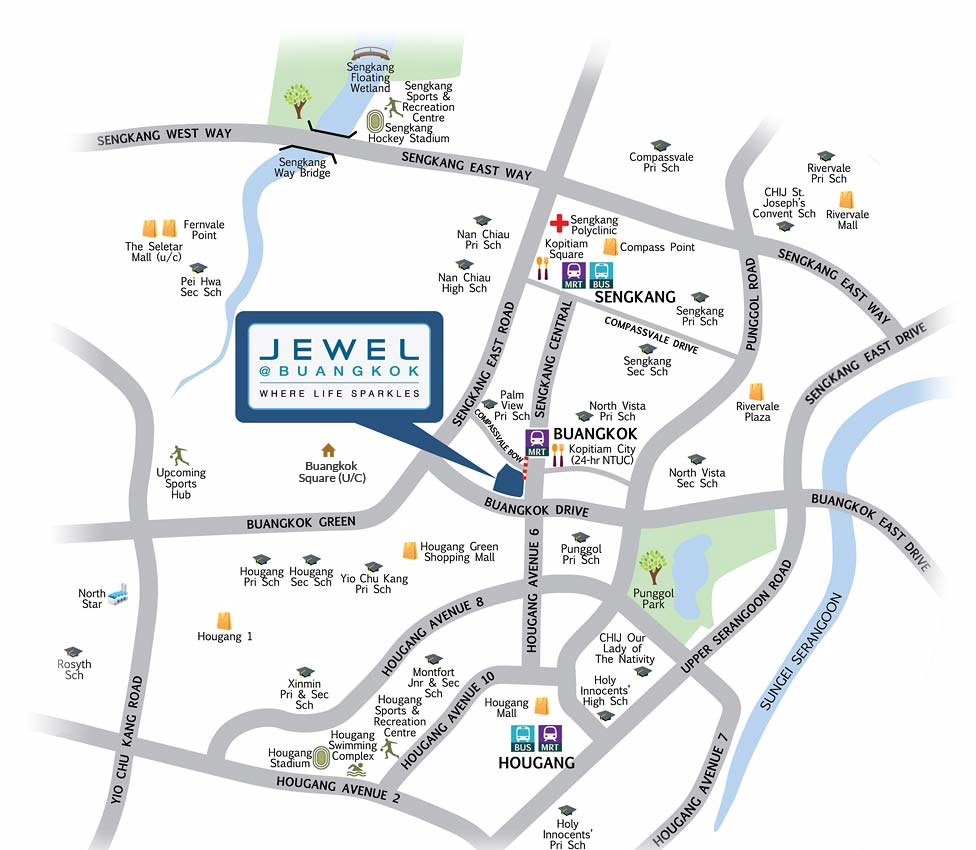 Sengkang
Floating
Wetland
Sengkang
Sports &
Recreation
Centre
Sengkang
Hockey Stadium
SENGKANG WEST WAY
Sengkang
Way Bridge
SENGKANG EAST WAY
Compassvale
Pri Sch
Rivervale
Pri Sch
CHIJ St.
Joseph's
Convent Sch
Rivervale
Mall
Fernvale
Point
The Seletar
Mall (u/c)
Pei Hwa
Sec Sch
Nan Chiau
Pri Sch
Nan Chiau
High Sch
Sengkang
Polyclinic
Kopitiam
Square
Compass Point
MRT
BUS
SENGKANG
Sengkang
Pri Sch
PUNGGOL ROAD
SENGKANG EAST WAY
SENGKANG EAST DRIVE
COMPASSVALE DRIVE
Sengkang
Sec Sch
SENGKANG EAST ROAD
SENGKANG CENTRAL
JEWEL
@ BUANGKOK
WHERE LIFE SPARKLES
Palm
View
Pri Sch
COMPASSVALE BOW
North Vista
Pri Sch
Rivervale
Plaza
MRT
BUANGKOK
Kopitiam City
(24-hr NTUC)
North Vista
Sec Sch
Upcoming
Sports
Hub
Buangkok
Square (U/C)
BUANGKOK GREEN
BUANGKOK DRIVE
BUANGKOK EAST DRIVE
Hougang
Pri Sch
Hougang
Sec Sch
Yio Chu Kang
Pri Sch
Hougang Green
Shopping Mall
HOUGANG AVENUE 6
Punggol
Pri Sch
Punggol
Park
North
Star
Hougang 1
HOUGANG AVENUE 8
UPPER SERANGOON ROAD
SUNGEI SERANGOON
Rosyth
Sch
CHIJ Our
Lady of
The Nativity
Xinmin
Pri & Sec
Sch
Montfort
Jnr & Sec
Sch
Holy
Innocents'
High Sch
YIO CHU KANG ROAD
Hougang
Sports &
Recreation
Centre
HOUGANG AVENUE 10
Hougang
Mall
Hougang
Swimming
Complex
Hougang
Stadium
BUS
MRT
HOUGANG
HOUGANG AVENUE 2
HOUGANG AVENUE 7
Holy
Innocents'
Pri Sch